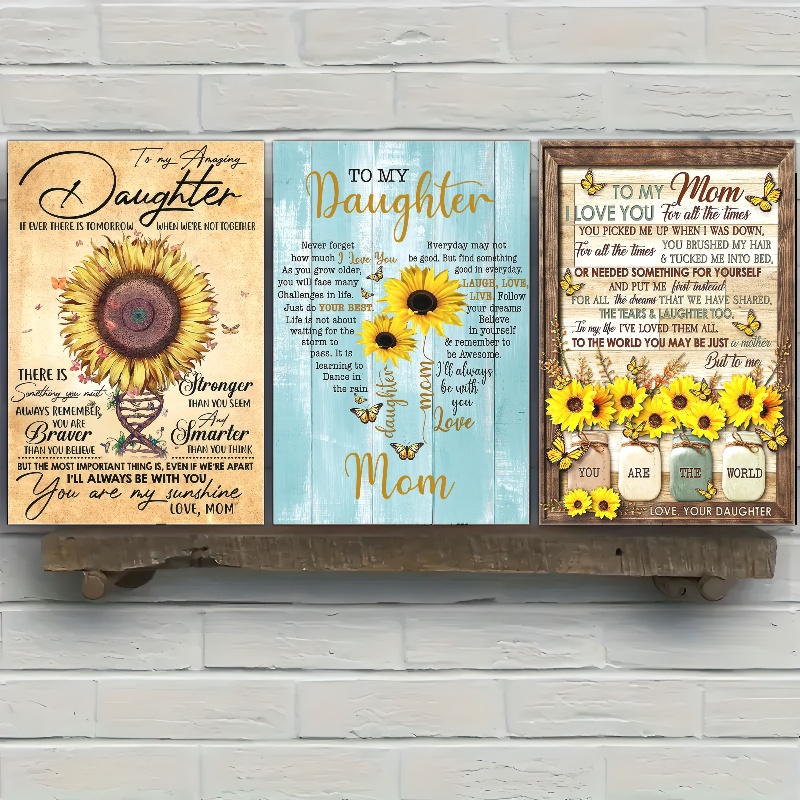 To my Amazing
Daughter
IF EVER THERE IS TOMORROW WHEN WE'RE NOT TOGETHER
THERE IS
Something you must
ALWAYS REMEMBER
YOU ARE
Braver
THAN YOU BELIEVE
Stronger
THAN YOU SEEM
And
Smarter
THAN YOU THINK
BUT THE MOST IMPORTANT THING IS, EVEN IF WE'RE APART
I'LL ALWAYS BE WITH YOU
You are my sunshine
LOVE, MOM
TO MY
Daughter
Never forget
how much I Love You
As you grow older,
you will face many
Challenges in life.
Just do YOUR BEST.
Life is not about
waiting for the
storm to
pass. It is
learning to
Dance in
the rain
Everyday may not
be good. But find something
good in everyday.
LAUGH, LOVE,
LIVE. Follow
your dreams
Believe
in yourself
& remember to
be Awesome.
I'll always
be with
you
Love
daughter
mom
Mom
TO MY Mom
I LOVE YOU For all the times
YOU PICKED ME UP WHEN I WAS DOWN,
For all the times YOU BRUSHED MY HAIR
& TUCKED ME INTO BED,
OR NEEDED SOMETHING FOR YOURSELF
AND PUT ME first instead
FOR ALL the dreams THAT WE HAVE SHARED,
THE TEARS & LAUGHTER TOO.
In my life I'VE LOVED THEM ALL.
TO THE WORLD YOU MAY BE JUST a mother
But to me
YOU ARE THE WORLD
LOVE, YOUR DAUGHTER